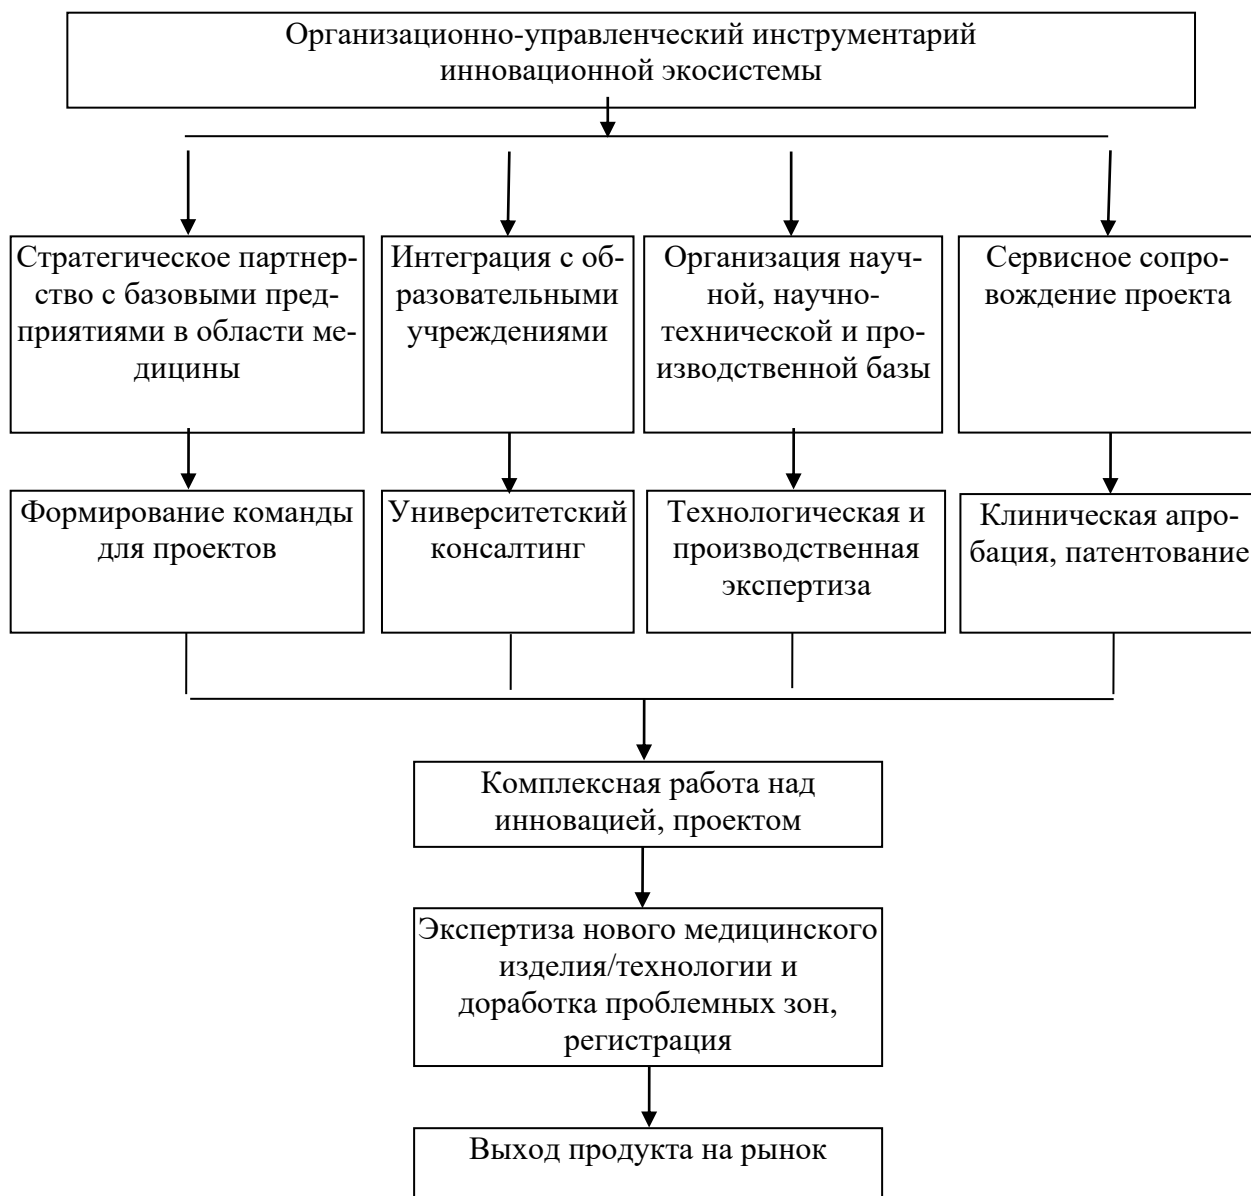 Организационно-управленческий инструментарий
инновационной экосистемы
Стратегическое партнер-
ство с базовыми пред-
приятиями в области ме-
дицины
Интеграция с об-
разовательными
учреждениями
Организация науч-
ной, научно-
технической и про-
изводственной базы
Сервисное сопро-
вождение проекта
Формирование команды
для проектов
Университетский
консалтинг
Технологическая и
производственная
экспертиза
Клиническая апро-
бация, патентование
Комплексная работа над
инновацией, проектом
Экспертиза нового медицинского
изделия/технологии и
доработка проблемных зон,
регистрация
Выход продукта на рынок